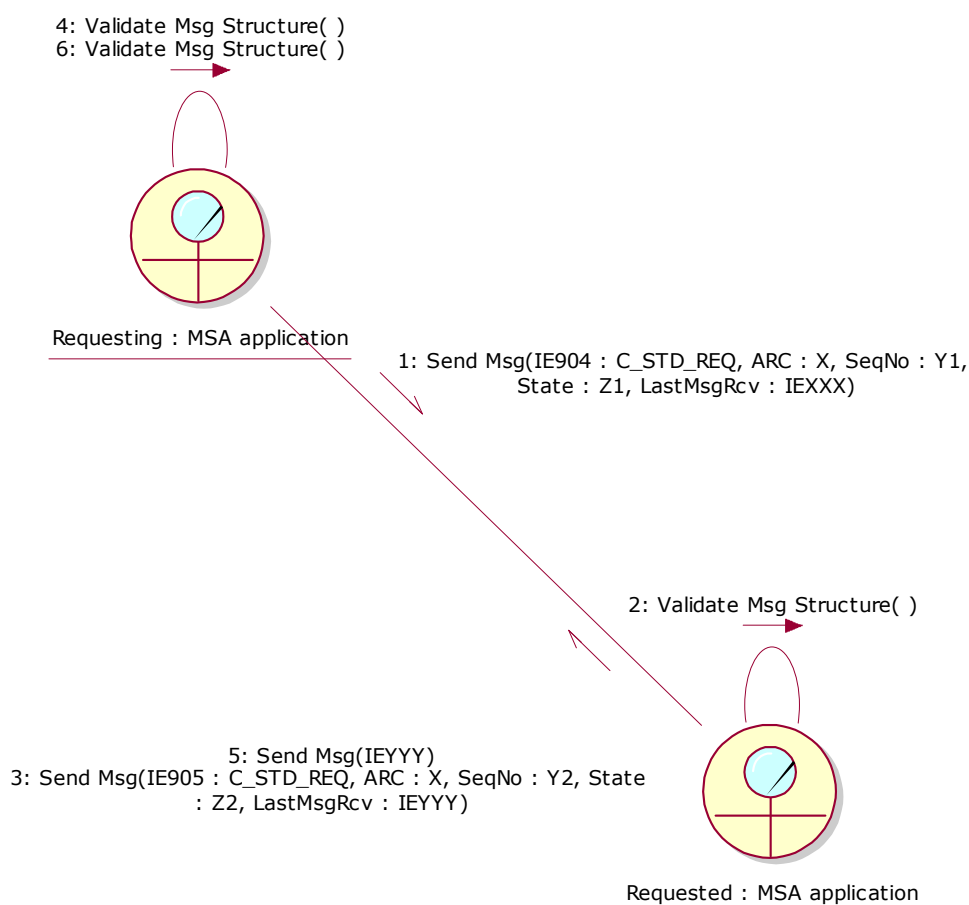 4: Validate Msg Structure( )
6: Validate Msg Structure( )
Requesting : MSA application
1: Send Msg(IE904 : C_STD_REQ, ARC : X, SeqNo : Y1,
State : Z1, LastMsgRcv : IEXXX)
2: Validate Msg Structure( )
5: Send Msg(IEYYY)
3: Send Msg(IE905 : C_STD_REQ, ARC : X, SeqNo : Y2, State
: Z2, LastMsgRcv : IEYYY)
Requested : MSA application